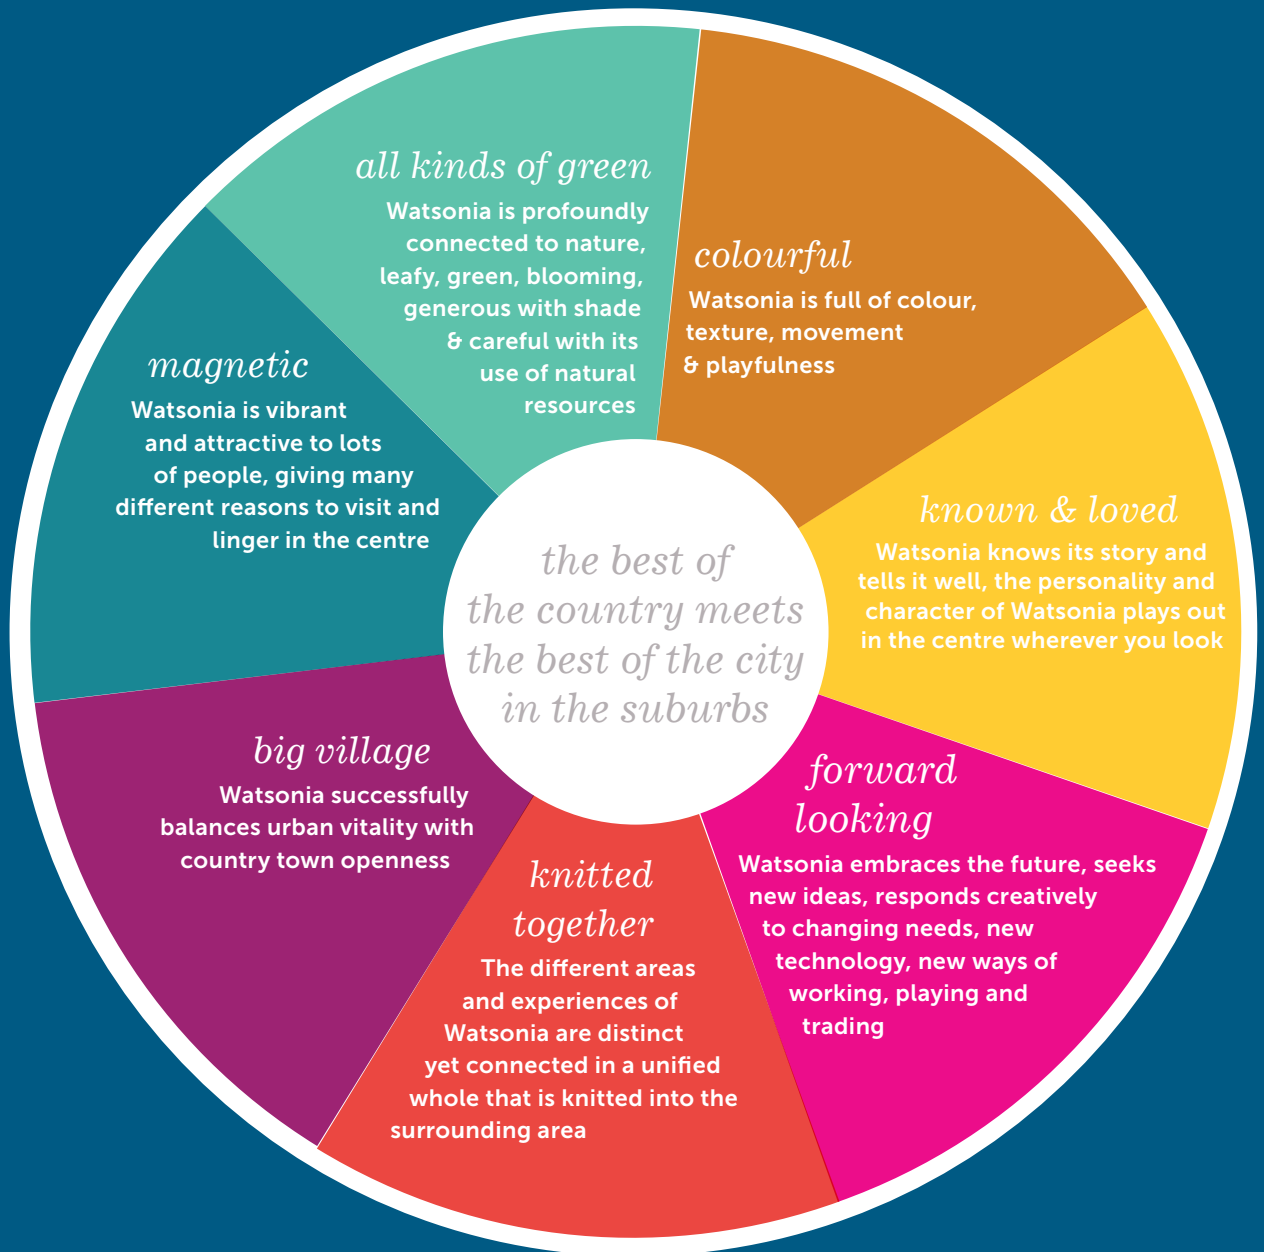 all kinds of green
Watsonia is profoundly
connected to nature,
leafy, green, blooming,
generous with shade
& careful with its
use of natural
resources
colourful
Watsonia is full of colour,
texture, movement
& playfulness
known & loved
Watsonia knows its story and
tells it well, the personality and
character of Watsonia plays out
in the centre wherever you look
forward
looking
Watsonia embraces the future, seeks
new ideas, responds creatively
to changing needs, new
technology, new ways of
working, playing and
trading
knitted
together
The different areas
and experiences of
Watsonia are distinct
yet connected in a unified
whole that is knitted into the
surrounding area
big village
Watsonia successfully
balances urban vitality with
country town openness
magnetic
Watsonia is vibrant
and attractive to lots
of people, giving many
different reasons to visit and
linger in the centre
the best of
the country meets
the best of the city
in the suburbs